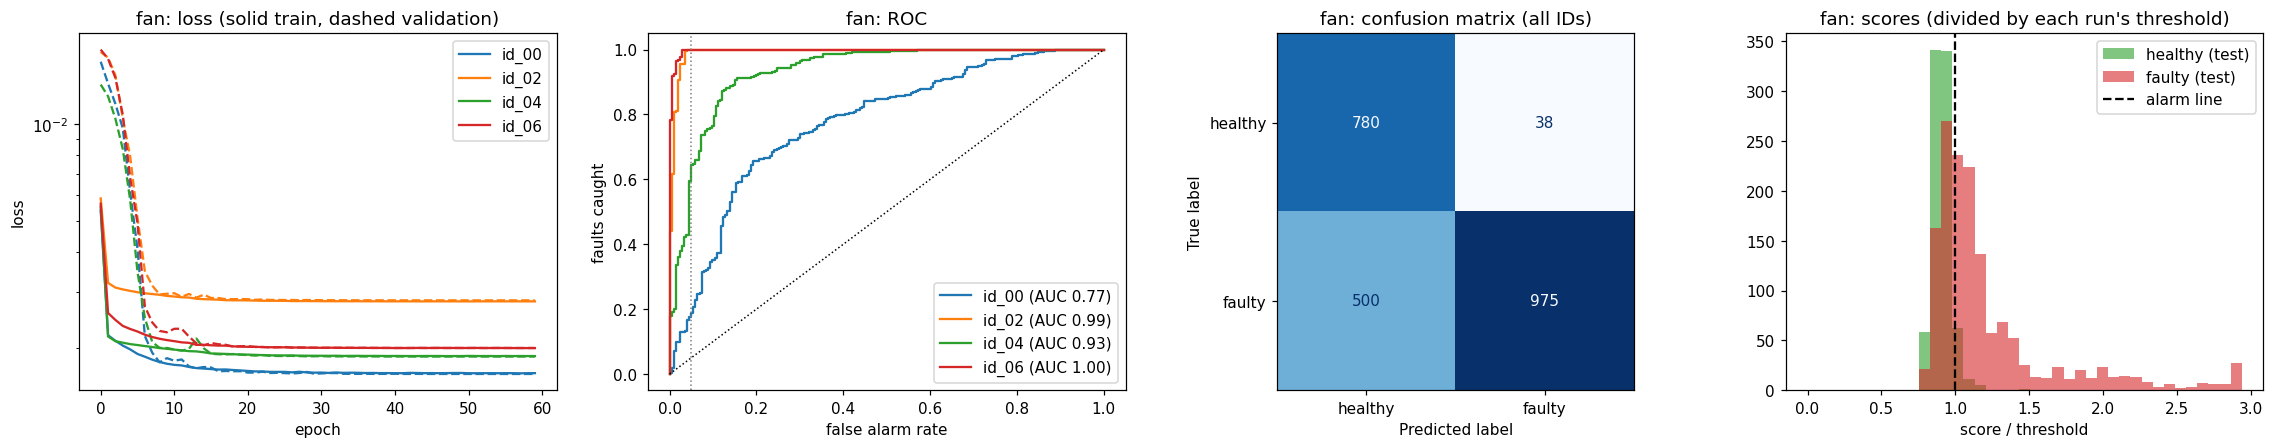 fan: loss (solid train, dashed validation)
loss
10⁻²
id_00
id_02
id_04
id_06
0 10 20 30 40 50 60
epoch
fan: ROC
faults caught
1.0
0.8
0.6
0.4
0.2
0.0
id_00 (AUC 0.77)
id_02 (AUC 0.99)
id_04 (AUC 0.93)
id_06 (AUC 1.00)
0.0 0.2 0.4 0.6 0.8 1.0
false alarm rate
fan: confusion matrix (all IDs)
True label
healthy 780 38
faulty 500 975
healthy faulty
Predicted label
fan: scores (divided by each run's threshold)
350
300
250
200
150
100
50
0
healthy (test)
faulty (test)
alarm line
0.0 0.5 1.0 1.5 2.0 2.5 3.0
score / threshold